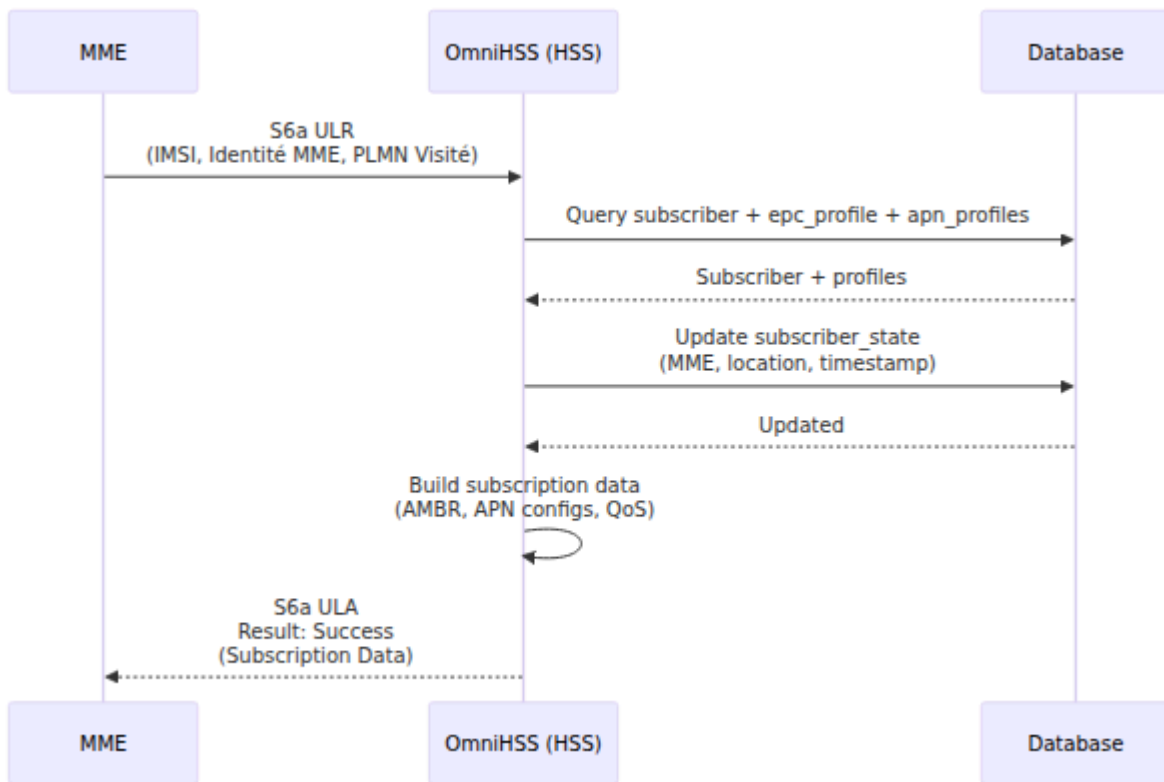 MME
OmniHSS (HSS)
Database
S6a ULR
(IMSI, Identité MME, PLMN Visité)
Query subscriber + epc_profile + apn_profiles
Subscriber + profiles
Update subscriber_state
(MME, location, timestamp)
Updated
Build subscription data
(AMBR, APN configs, QoS)
S6a ULA
Result: Success
(Subscription Data)
MME
OmniHSS (HSS)
Database